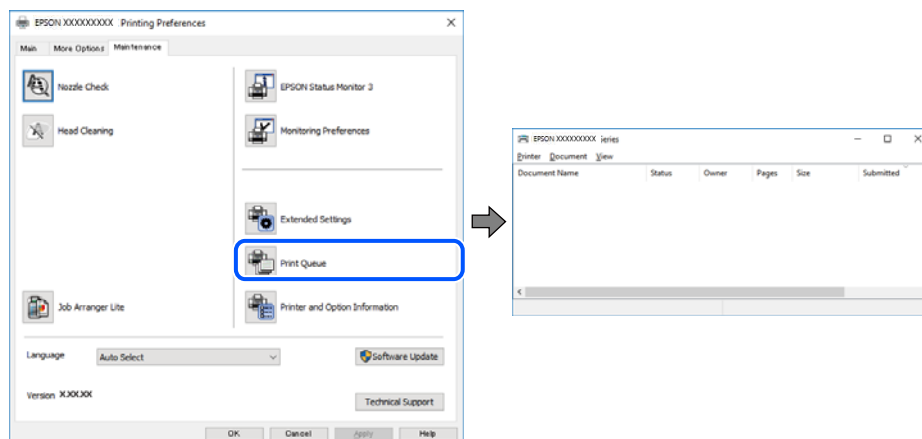 EPSON XXXXXXXXX Printing Preferences
Main More Options Maintenance
Nozzle Check
EPSON Status Monitor 3
Head Cleaning
Monitoring Preferences
Extended Settings
Print Queue
Job Arranger Lite
Printer and Option Information
Language Auto Select Software Update
Version X.XX.XX
Technical Support
OK Cancel Apply Help
EPSON XXXXXXXXX Series
Printer Document View
Document Name Status Owner Pages Size Submitted